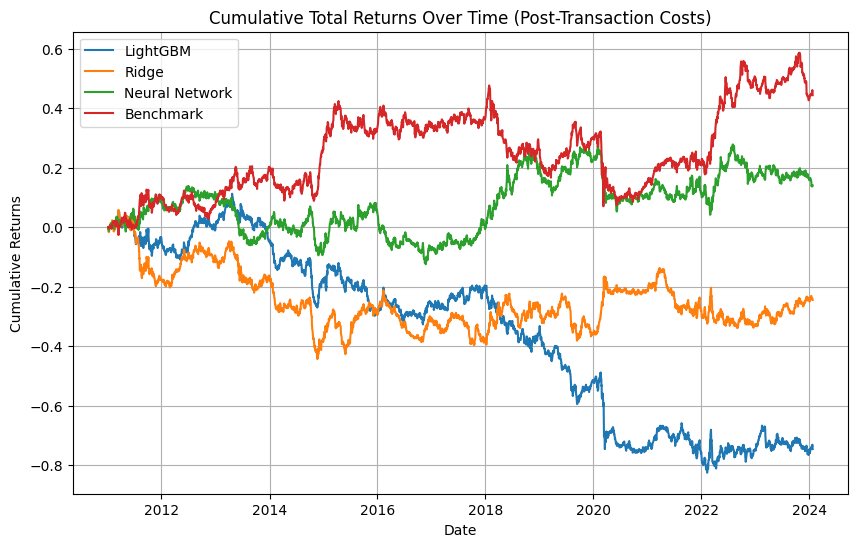 Cumulative Total Returns Over Time (Post-Transaction Costs)
LightGBM
Ridge
Neural Network
Benchmark
Cumulative Returns
0.6
0.4
0.2
0.0
−0.2
−0.4
−0.6
−0.8
2012 2014 2016 2018 2020 2022 2024
Date